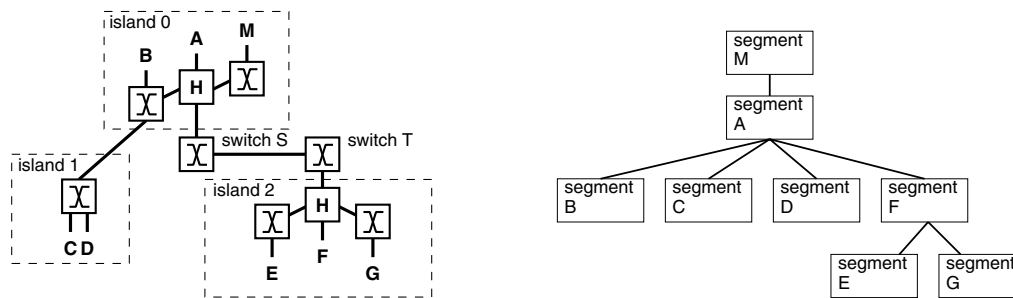 island 0
A
M
B
H
switch S
switch T
island 1
island 2
H
C D
E
F
G
segment
M
segment
A
segment
B
segment
C
segment
D
segment
F
segment
E
segment
G